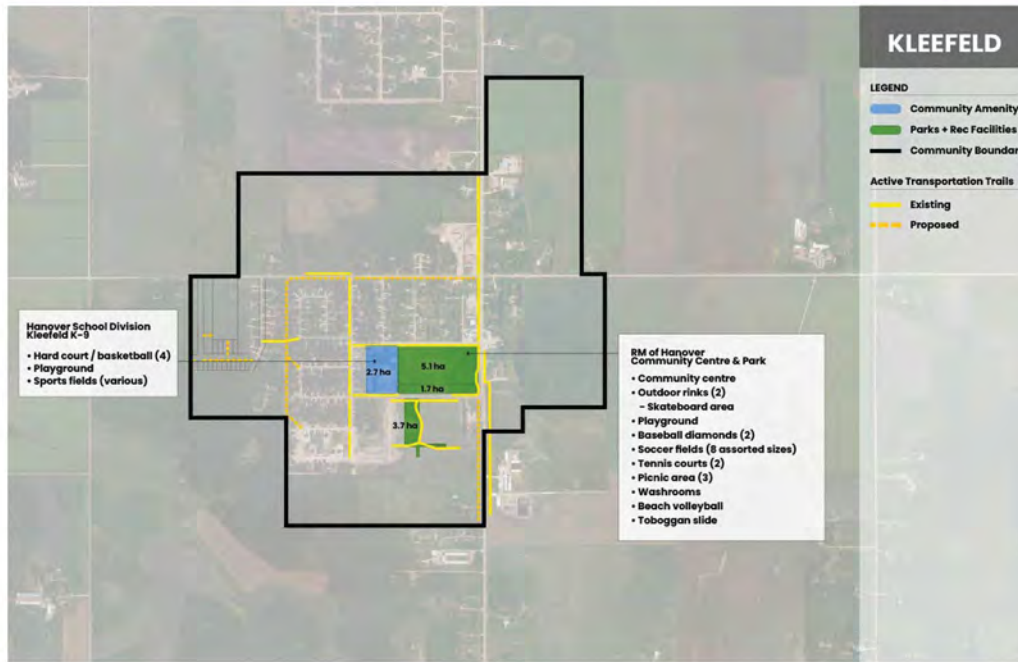 KLEEFELD
LEGEND
Community Amenity
Parks + Rec Facilities
Community Boundar
Active Transportation Trails
Existing
Proposed
Hanover School Division
Kleefeld K-9
• Hard court / basketball (4)
• Playground
• Sports fields (various)
2.7 ha
5.1 ha
1.7 ha
3.7 ha
RM of Hanover
Community Centre & Park
• Community centre
• Outdoor rinks (2)
- Skateboard area
• Playground
• Baseball diamonds (2)
• Soccer fields (8 assorted sizes)
• Tennis courts (2)
• Picnic area (3)
• Washrooms
• Beach volleyball
• Toboggan slide